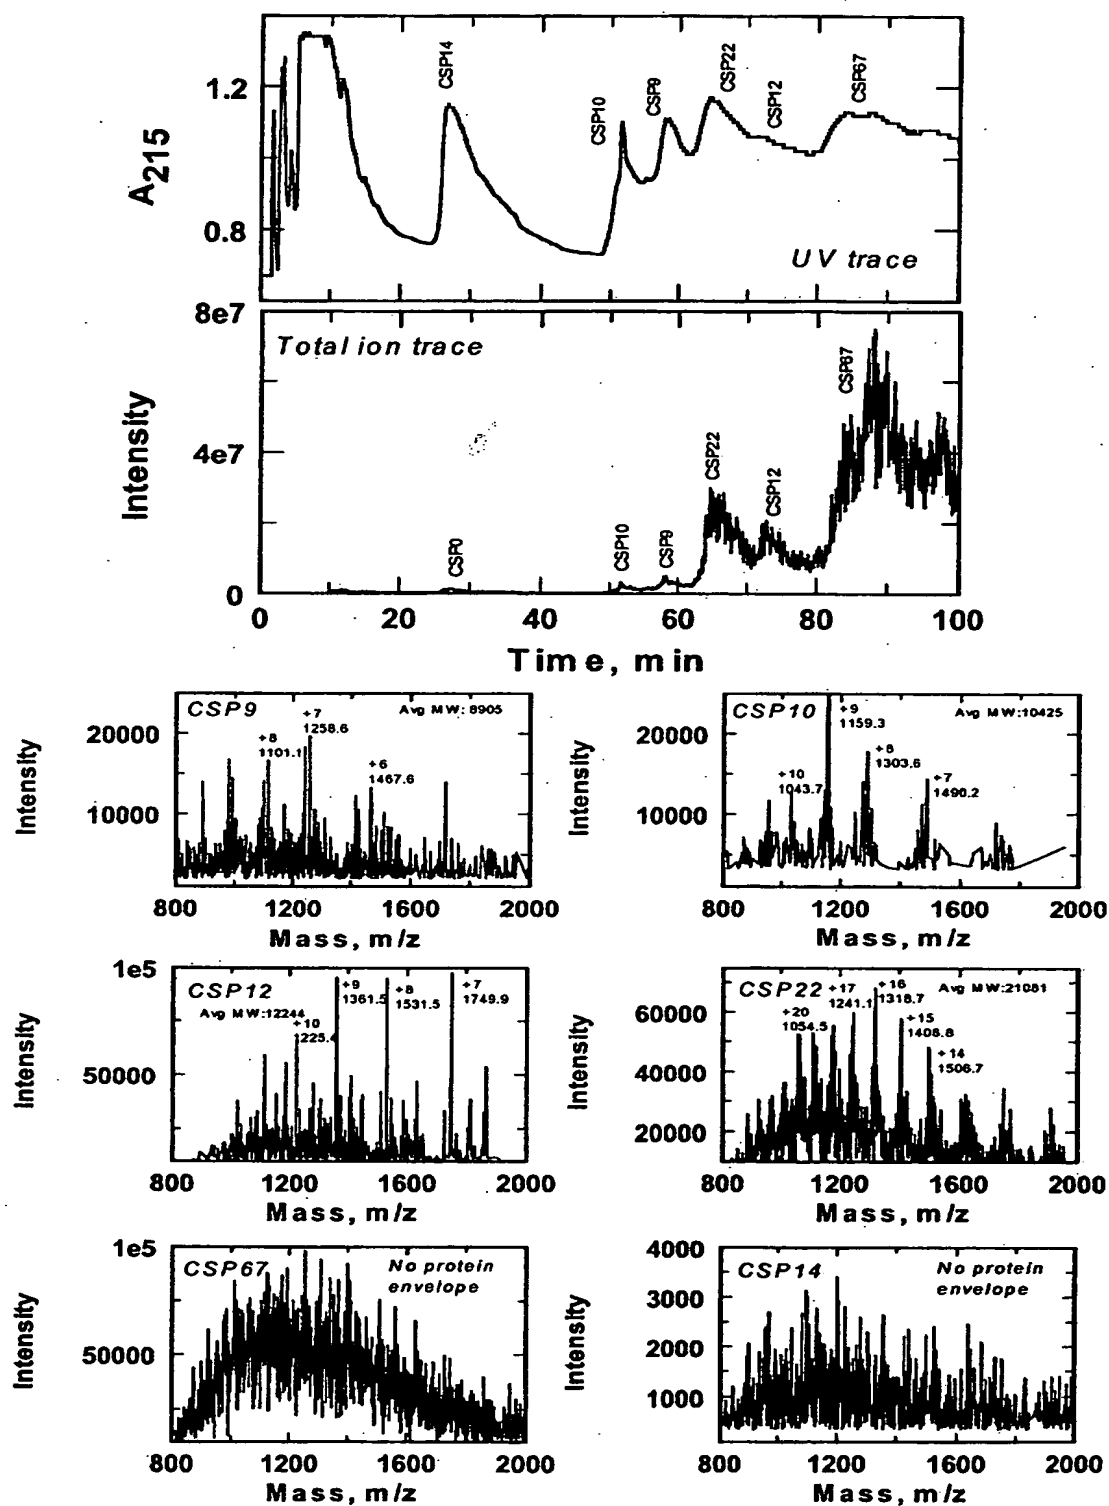 CSP14
CSP10
CSP9
CSP22
CSP12
CSP67
1.2
0.8
A215
UV trace
8e7
4e7
0
Intensity
Total ion trace
CSP0
CSP10
CSP9
CSP22
CSP12
CSP67
0 20 40 60 80 100
Time, min
CSP9
Avg MW: 8905
+7
1258.6
+8
1101.1
+6
1467.6
20000
10000
Intensity
800 1200 1600 2000
Mass, m/z
CSP10
Avg MW:10425
+9
1159.3
+8
1303.6
+10
1043.7
+7
1490.2
20000
10000
Intensity
800 1200 1600 2000
Mass, m/z
1e5
50000
Intensity
CSP12
Avg MW:12244
+9
1361.5
+8
1531.5
+7
1749.9
+10
1225.4
800 1200 1600 2000
Mass, m/z
CSP22
Avg MW:21081
+17
1241.1
+16
1318.7
+20
1054.5
+15
1408.8
+14
1506.7
60000
40000
20000
Intensity
800 1200 1600 2000
Mass, m/z
1e5
50000
Intensity
CSP67
No protein
envelope
800 1200 1600 2000
Mass, m/z
4000
3000
2000
1000
Intensity
CSP14
No protein
envelope
800 1200 1600 2000
Mass, m/z